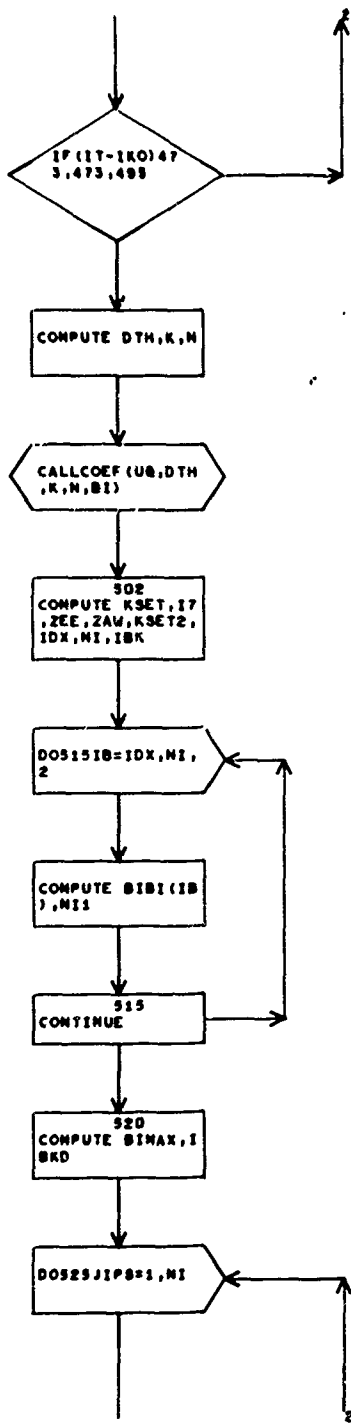 2
IF(IT-IKO)47
3,473,495
COMPUTE DTH,K,N
CALLCOEF(UQ,DTH
,K,N,BI)
502
COMPUTE KSET,I7
,ZEE,ZAW,KSET2,
IDX,NI,IBK
DO515IB=IDX,NI,
2
COMPUTE BIBI(IB
),NI1
515
CONTINUE
520
COMPUTE BIMAX,I
BKD
DO525JIPS=1,NI
3